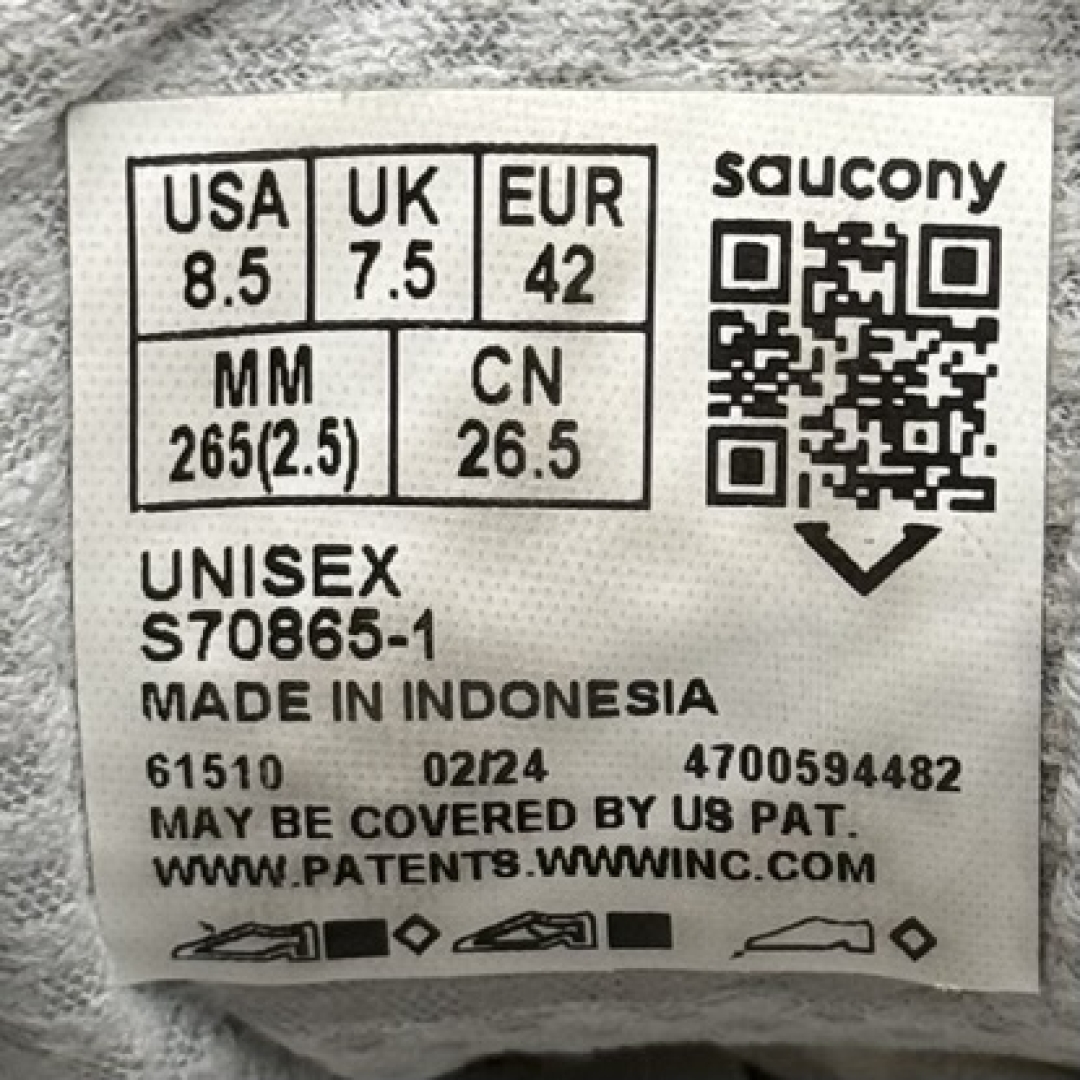 USA UK EUR
8.5 7.5 42
MM CN
265(2.5) 26.5
saucony
UNISEX
S70865-1
MADE IN INDONESIA
61510 02/24 4700594482
MAY BE COVERED BY US PAT.
WWW.PATENTS.WWWINC.COM